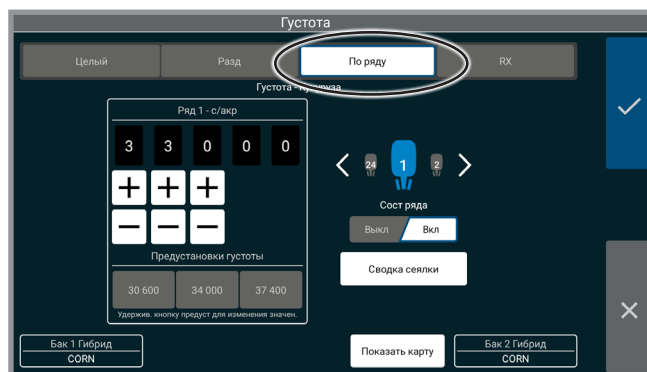 Густота
Целый Разд По ряду RX
Густота - Кукуруза
Ряд 1 - с/акр
3 3 0 0 0
24 1 2
Сост ряда
Выкл Вкл
Предустановки густоты
Сводка сеялки
30 600 34 000 37 400
Удержив. кнопку предуст для изменения значен.
Бак 1 Гибрид
CORN
Показать карту
Бак 2 Гибрид
CORN